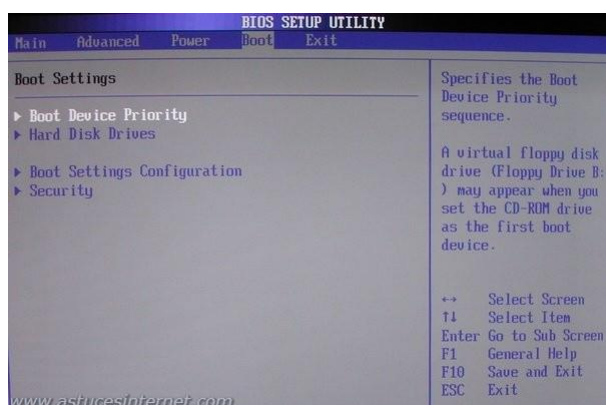 BIOS SETUP UTILITY
Main Advanced Power Boot Exit
Boot Settings
▶ Boot Device Priority
▶ Hard Disk Drives
▶ Boot Settings Configuration
▶ Security
Specifies the Boot
Device Priority
sequence.
A virtual floppy disk
drive (Floppy Drive B:
) may appear when you
set the CD-ROM drive
as the first boot
device.
↔ Select Screen
↑↓ Select Item
Enter Go to Sub Screen
F1 General Help
F10 Save and Exit
ESC Exit
www.astucesinternet.com